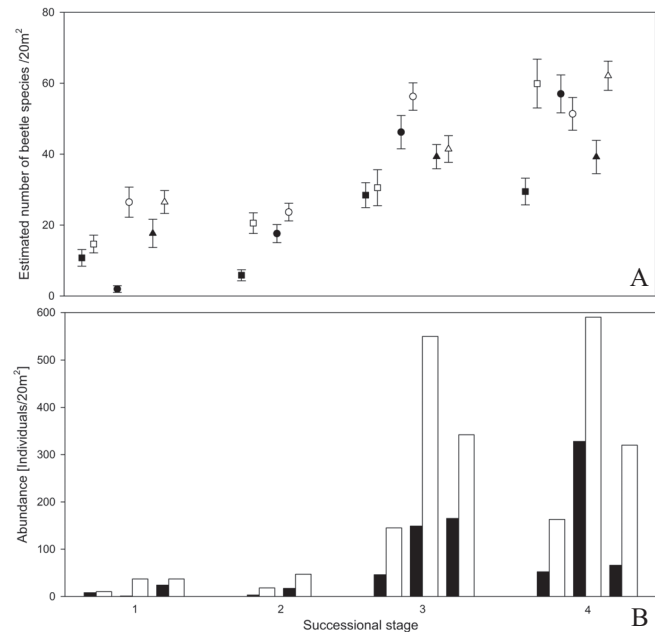 80
60
40
20
0
Estimated number of beetle species /20m²
A
600
500
400
300
200
100
0
Abundance [Individuals/20m²]
1 2 3 4
Successional stage
B